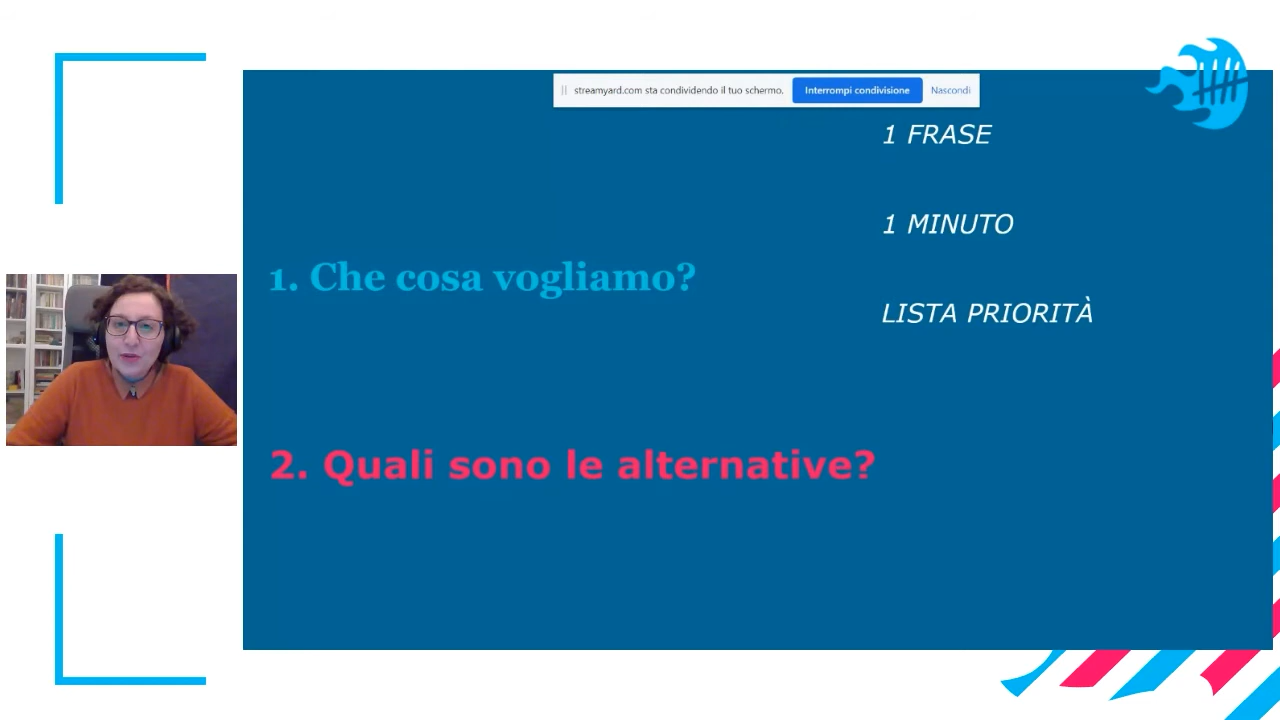 streamyard.com sta condividendo il tuo schermo. Interrompi condivisione Nascondi
1 FRASE
1 MINUTO
1. Che cosa vogliamo?
LISTA PRIORITÀ
2. Quali sono le alternative?